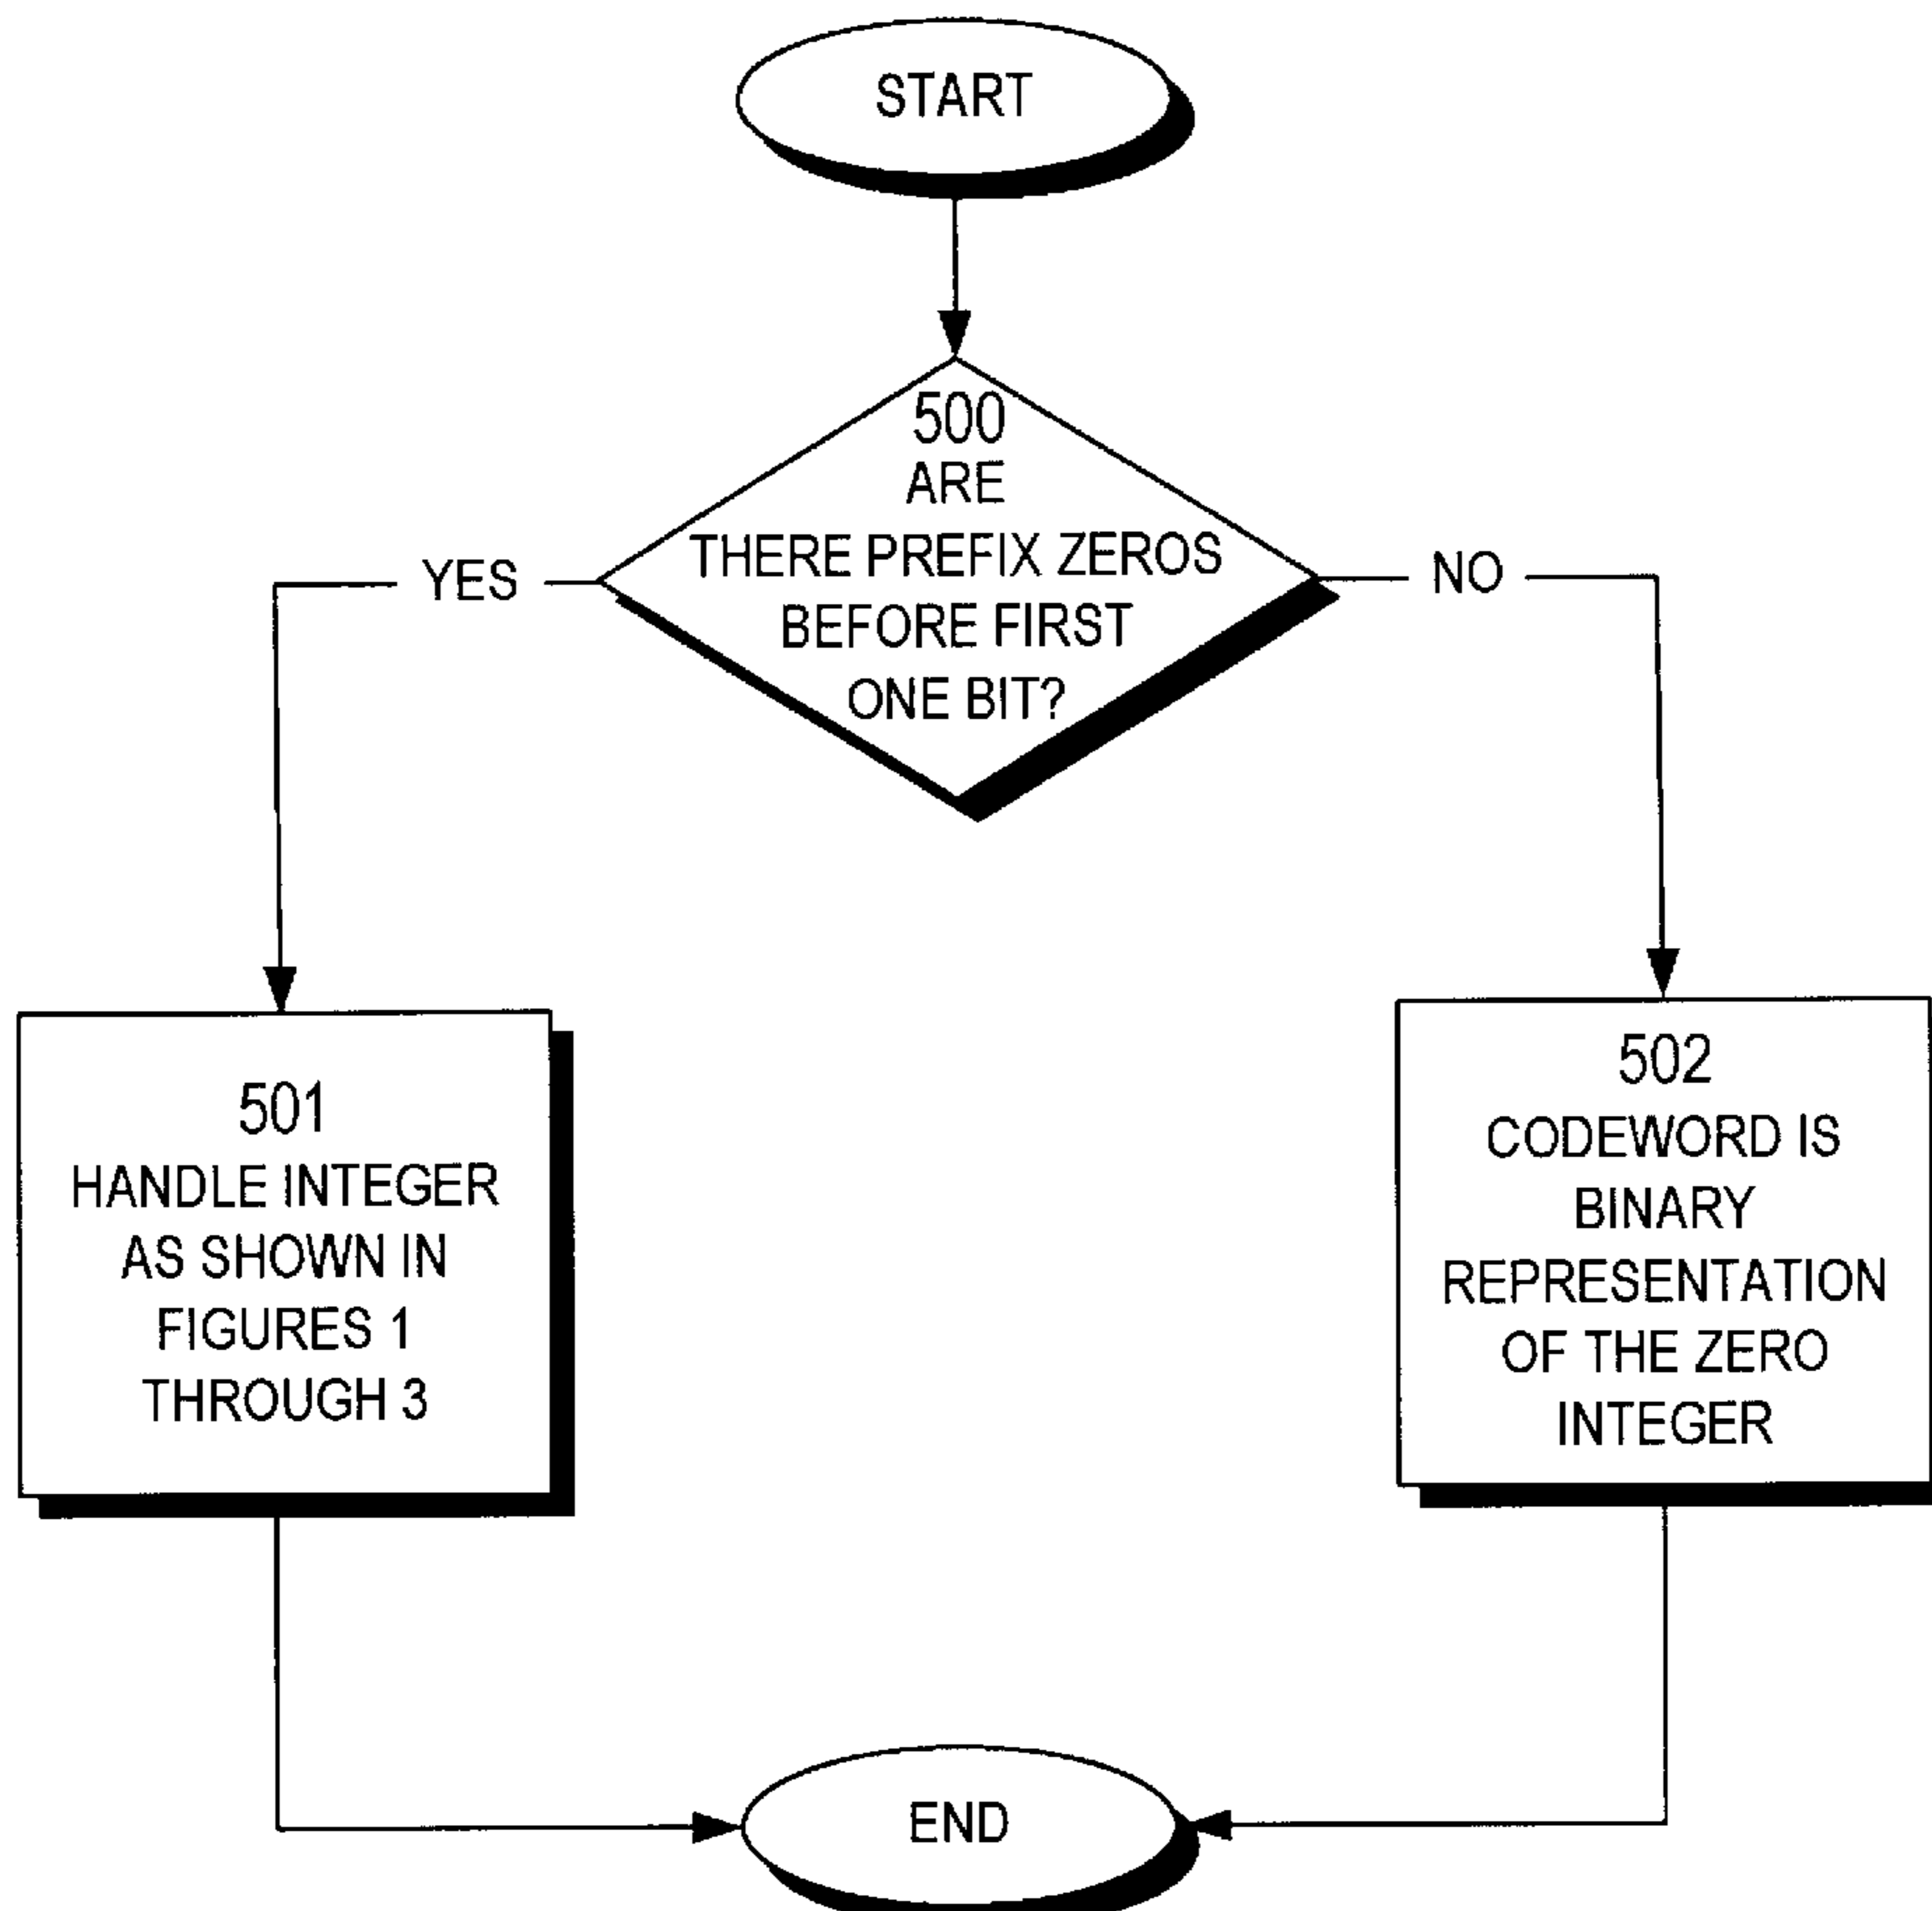 START
500
ARE
THERE PREFIX ZEROS
BEFORE FIRST
ONE BIT?
YES
NO
501
HANDLE INTEGER
AS SHOWN IN
FIGURES 1
THROUGH 3
502
CODEWORD IS
BINARY
REPRESENTATION
OF THE ZERO
INTEGER
END